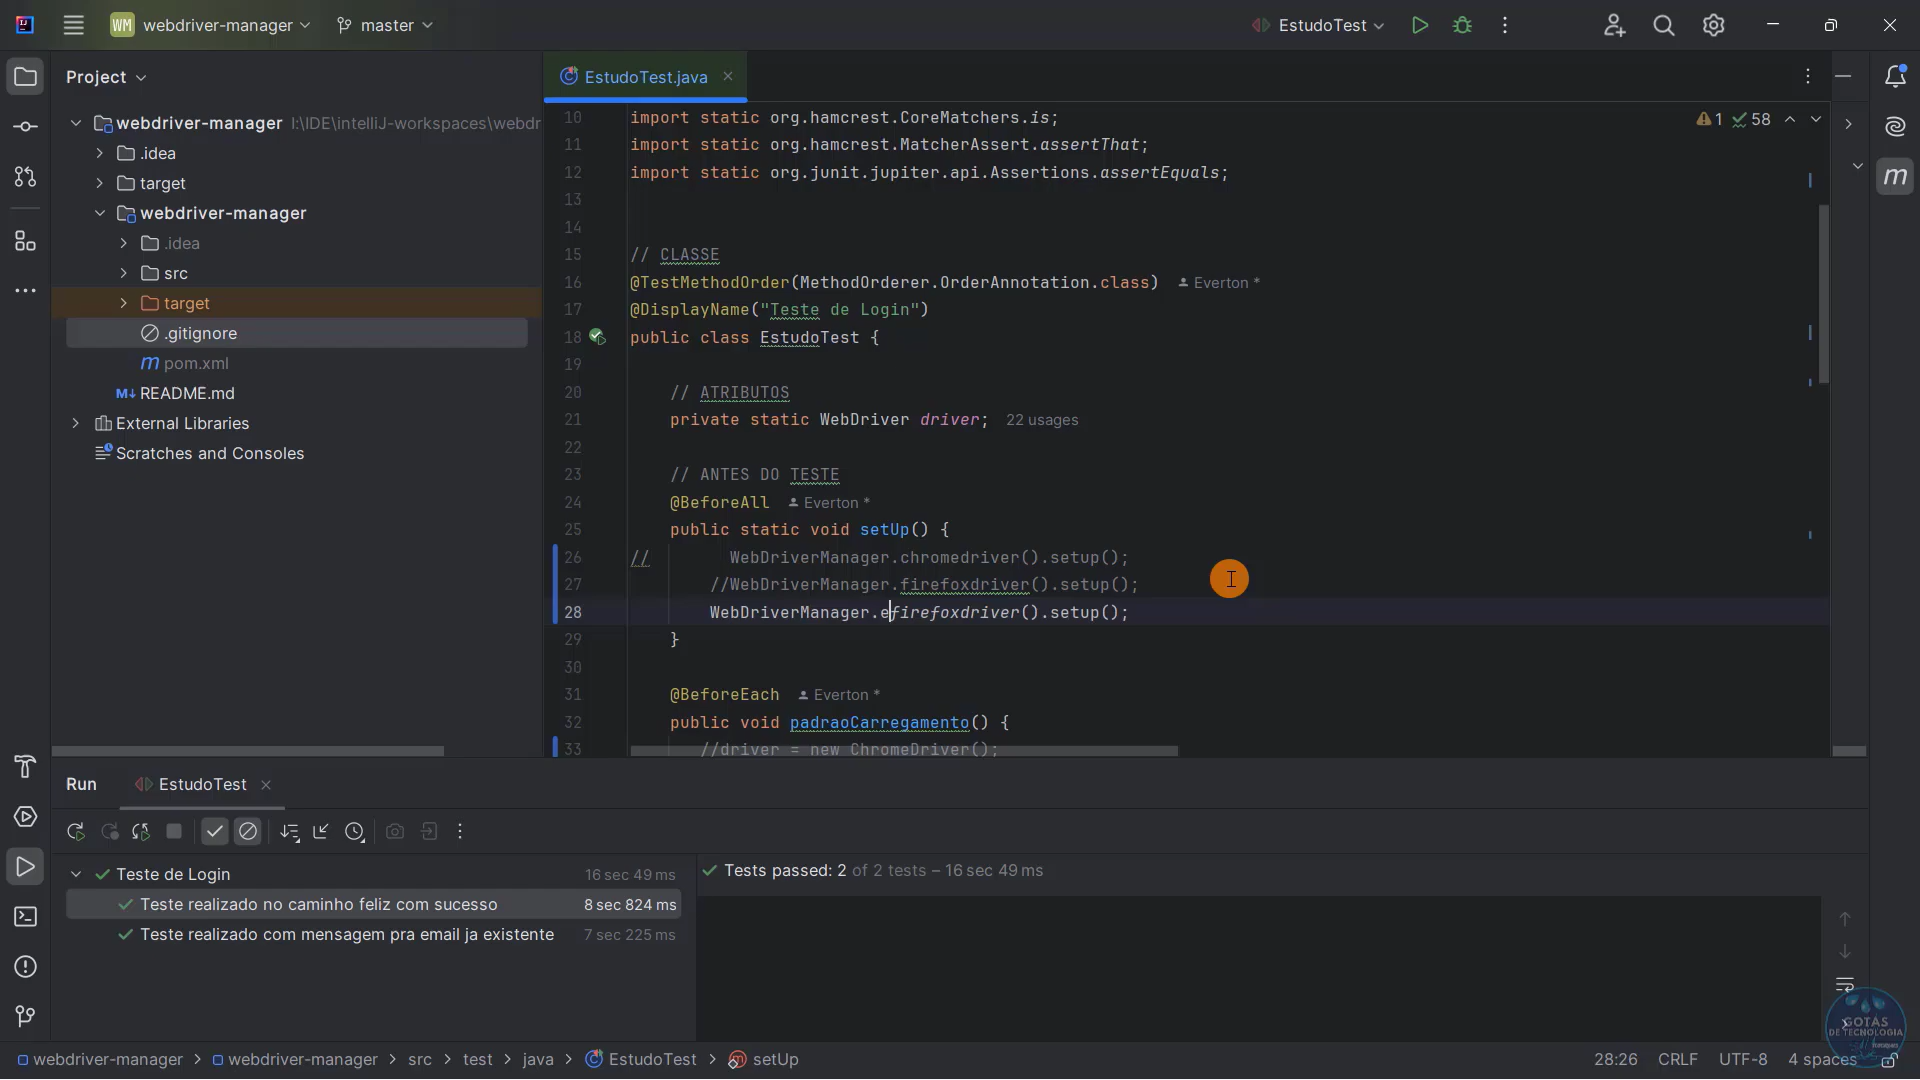 WM webdriver-manager master EstudoTest
Project
EstudoTest.java
webdriver-manager I:\IDE\intelliJ-workspaces\webdr
.idea
target
webdriver-manager
.idea
src
target
.gitignore
m pom.xml
M↓ README.md
External Libraries
Scratches and Consoles
1 58
10 import static org.hamcrest.CoreMatchers.is;
11 import static org.hamcrest.MatcherAssert.assertThat;
12 import static org.junit.jupiter.api.Assertions.assertEquals;
13
14
15 // CLASSE
16 @TestMethodOrder(MethodOrderer.OrderAnnotation.class) Everton *
17 @DisplayName("Teste de Login")
18 public class EstudoTest {
19
20 // ATRIBUTOS
21 private static WebDriver driver; 22 usages
22
23 // ANTES DO TESTE
24 @BeforeAll Everton *
25 public static void setUp() {
26 // WebDriverManager.chromedriver().setup();
27 //WebDriverManager.firefoxdriver().setup();
28 WebDriverManager.efirefoxdriver().setup();
29 }
30
31 @BeforeEach Everton *
32 public void padraoCarregamento() {
33 //driver = new ChromeDriver();
m
Run EstudoTest
Teste de Login 16 sec 49 ms
Teste realizado no caminho feliz com sucesso 8 sec 824 ms
Teste realizado com mensagem pra email ja existente 7 sec 225 ms
Tests passed: 2 of 2 tests – 16 sec 49 ms
GOTAS
DE TECNOLOGIA
webdriver-manager > webdriver-manager > src > test > java > EstudoTest > setUp
28:26 CRLF UTF-8 4 spaces